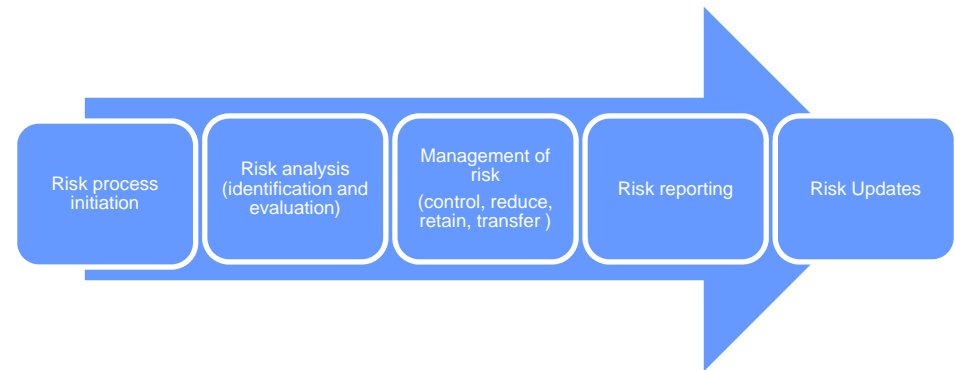 Risk process
initiation
Risk analysis
(identification and
evaluation)
Management of
risk
(control, reduce,
retain, transfer )
Risk reporting
Risk Updates